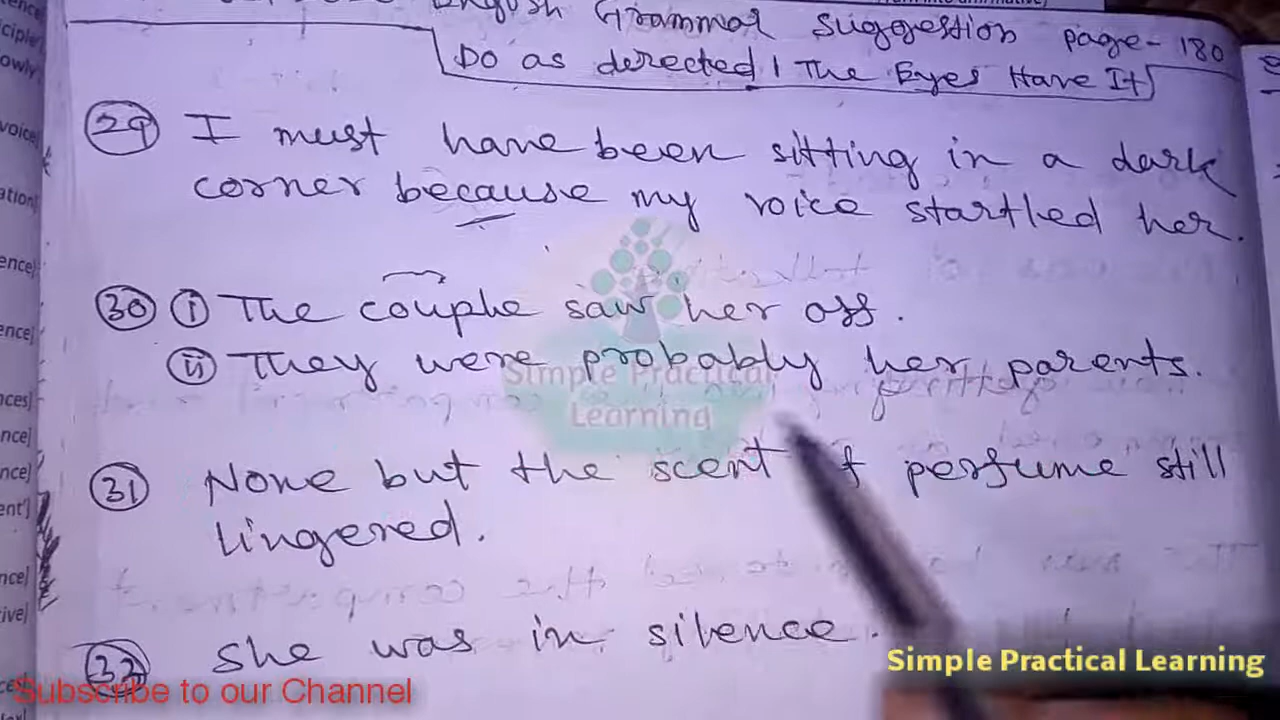 English Grammar Suggestion page- 180
Do as derected | The Eyes Have It
29 I must have been sitting in a dark
corner because my voice startled her.
30 i The couple saw her off.
ii They were probably her parents.
31 None but the scent of perfume still
lingered.
32 She was in silence.
Simple Practical
Learning
Simple Practical Learning
Subscribe to our Channel